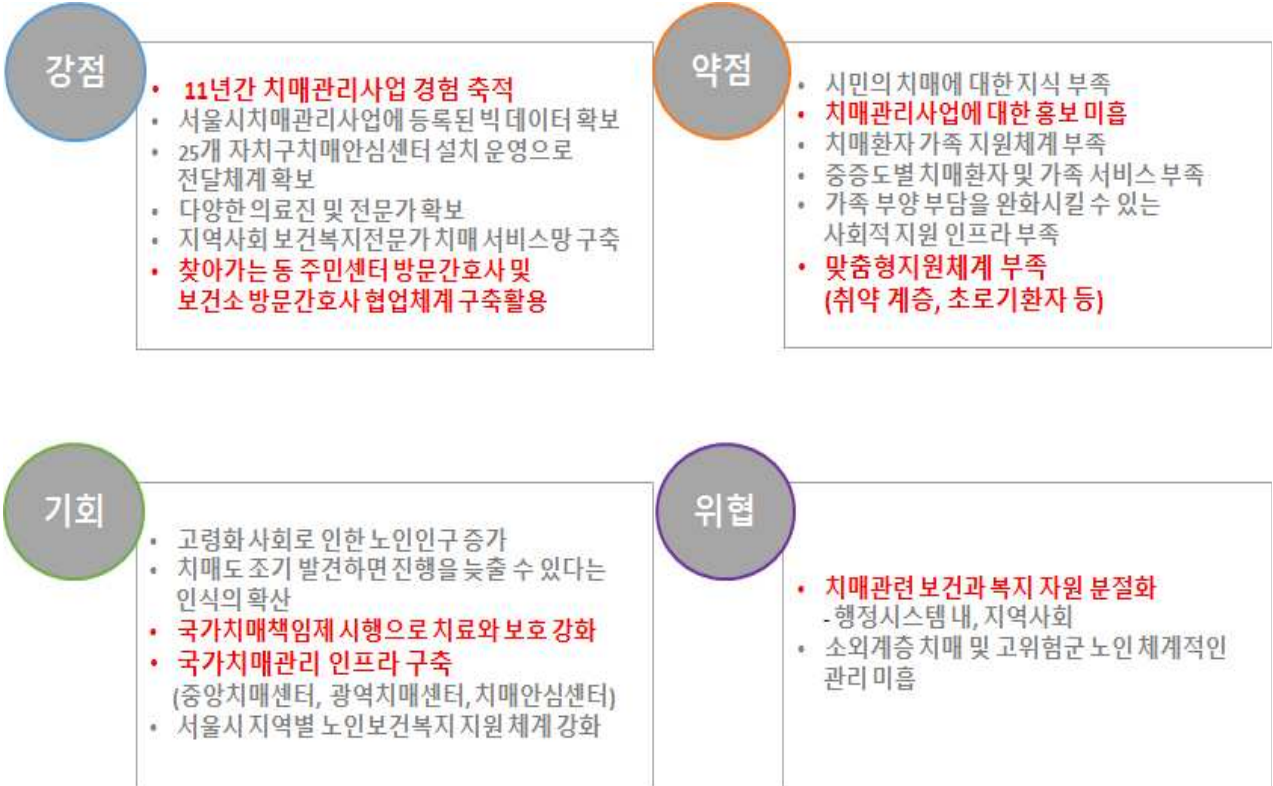 강점
• 11년간 치매관리사업 경험 축적
• 서울시치매관리사업에 등록된 빅 데이터 확보
• 25개 자치구치매안심센터 설치 운영으로
전달체계 확보
• 다양한 의료진 및 전문가 확보
• 지역사회 보건복지전문가 치매 서비스망 구축
• 찾아가는 동 주민센터 방문간호사 및
보건소 방문간호사 협업체계 구축활용
약점
• 시민의 치매에 대한 지식 부족
• 치매관리사업에 대한 홍보 미흡
• 치매환자 가족 지원체계 부족
• 중증도별 치매환자 및 가족 서비스 부족
• 가족 부양 부담을 완화시킬 수 있는
사회적 지원 인프라 부족
• 맞춤형지원체계 부족
(취약 계층, 초로기환자 등)
기회
• 고령화 사회로 인한 노인인구 증가
• 치매도 조기 발견하면 진행을 늦출 수 있다는
인식의 확산
• 국가치매책임제 시행으로 치료와 보호 강화
• 국가치매관리 인프라 구축
(중앙치매센터, 광역치매센터, 치매안심센터)
• 서울시 지역별 노인보건복지 지원 체계 강화
위협
• 치매관련 보건과 복지 자원 분절화
- 행정시스템 내, 지역사회
• 소외계층 치매 및 고위험군 노인 체계적인
관리 미흡